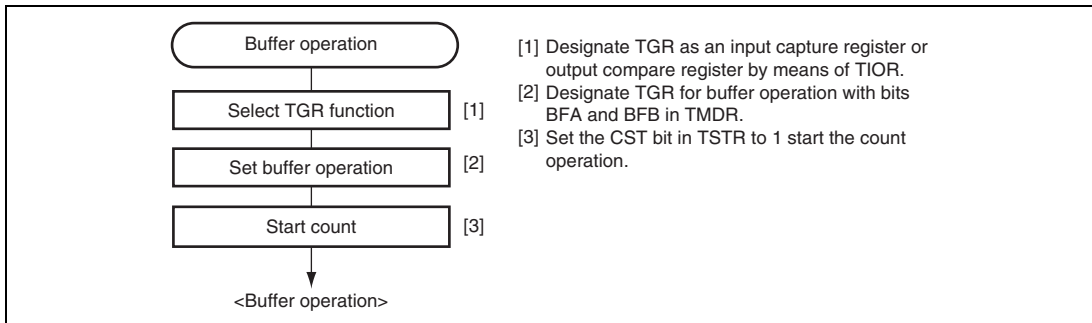 Buffer operation
Select TGR function
[1]
Set buffer operation
[2]
Start count
[3]
<Buffer operation>
[1] Designate TGR as an input capture register or
output compare register by means of TIOR.
[2] Designate TGR for buffer operation with bits
BFA and BFB in TMDR.
[3] Set the CST bit in TSTR to 1 start the count
operation.